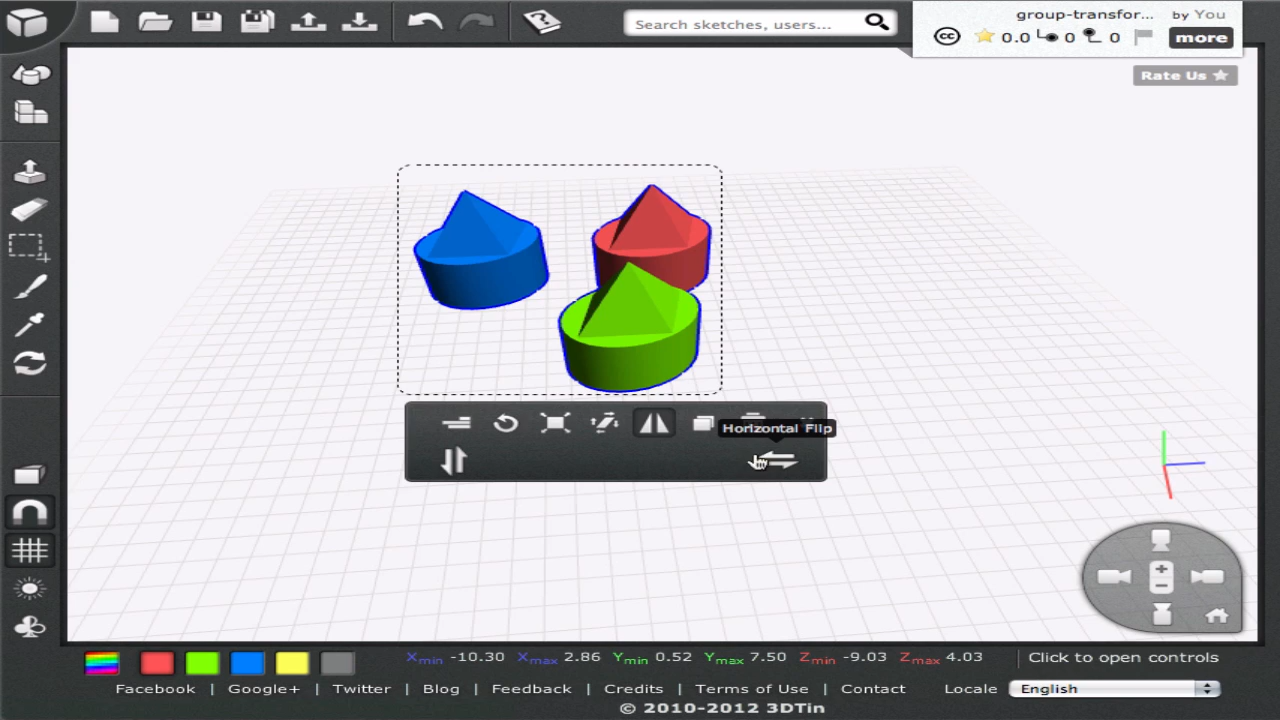 Search sketches, users...
group-transfor... by You
cc 0.0 0 0 more
Rate Us
Horizontal Flip
Xmin -10.30 Xmax 2.86 Ymin 0.52 Ymax 7.50 Zmin -9.03 Zmax 4.03 Click to open controls
Facebook | Google+ | Twitter | Blog | Feedback | Credits | Terms of Use | Contact Locale English
© 2010-2012 3DTin